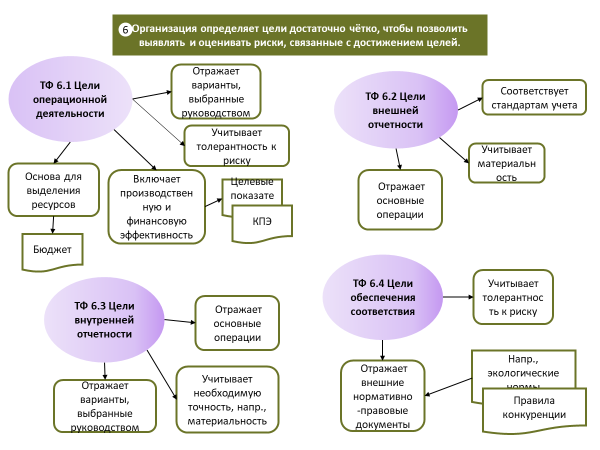 6 Организация определяет цели достаточно чётко, чтобы позволить
выявлять и оценивать риски, связанные с достижением целей.
ТФ 6.1 Цели
операционной
деятельности
Отражает
варианты,
выбранные
руководством
Учитывает
толерантность к
риску
Основа для
выделения
ресурсов
Бюджет
Включает
производствен
ную и
финансовую
эффективность
Целевые
показате
КПЭ
ТФ 6.2 Цели
внешней
отчетности
Соответствует
стандартам учета
Учитывает
материальн
ость
Отражает
основные
операции
ТФ 6.3 Цели
внутренней
отчетности
Отражает
основные
операции
Отражает
варианты,
выбранные
руководством
Учитывает
необходимую
точность, напр.,
материальность
ТФ 6.4 Цели
обеспечения
соответствия
Учитывает
толерантнос
ть к риску
Отражает
внешние
нормативно
-правовые
документы
Напр.,
экологические
нормы
Правила
конкуренции